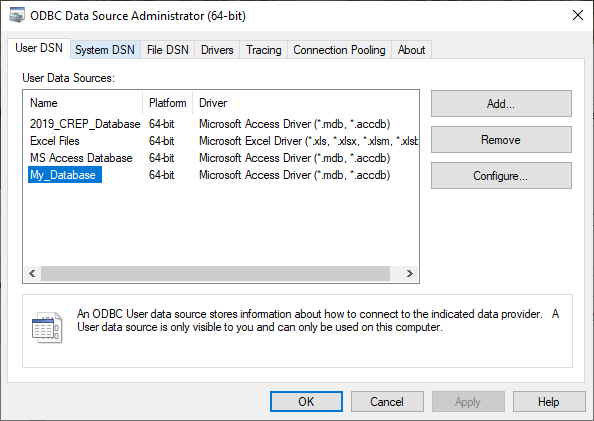 ODBC Data Source Administrator (64-bit)
User DSN System DSN File DSN Drivers Tracing Connection Pooling About
User Data Sources:
Name Platform Driver
2019_CREP_Database 64-bit Microsoft Access Driver (*.mdb, *.accdb)
Excel Files 64-bit Microsoft Excel Driver (*.xls, *.xlsx, *.xlsm, *.xlsb
MS Access Database 64-bit Microsoft Access Driver (*.mdb, *.accdb)
My_Database 64-bit Microsoft Access Driver (*.mdb, *.accdb)
Add...
Remove
Configure...
An ODBC User data source stores information about how to connect to the indicated data provider. A
User data source is only visible to you and can only be used on this computer.
OK Cancel Apply Help